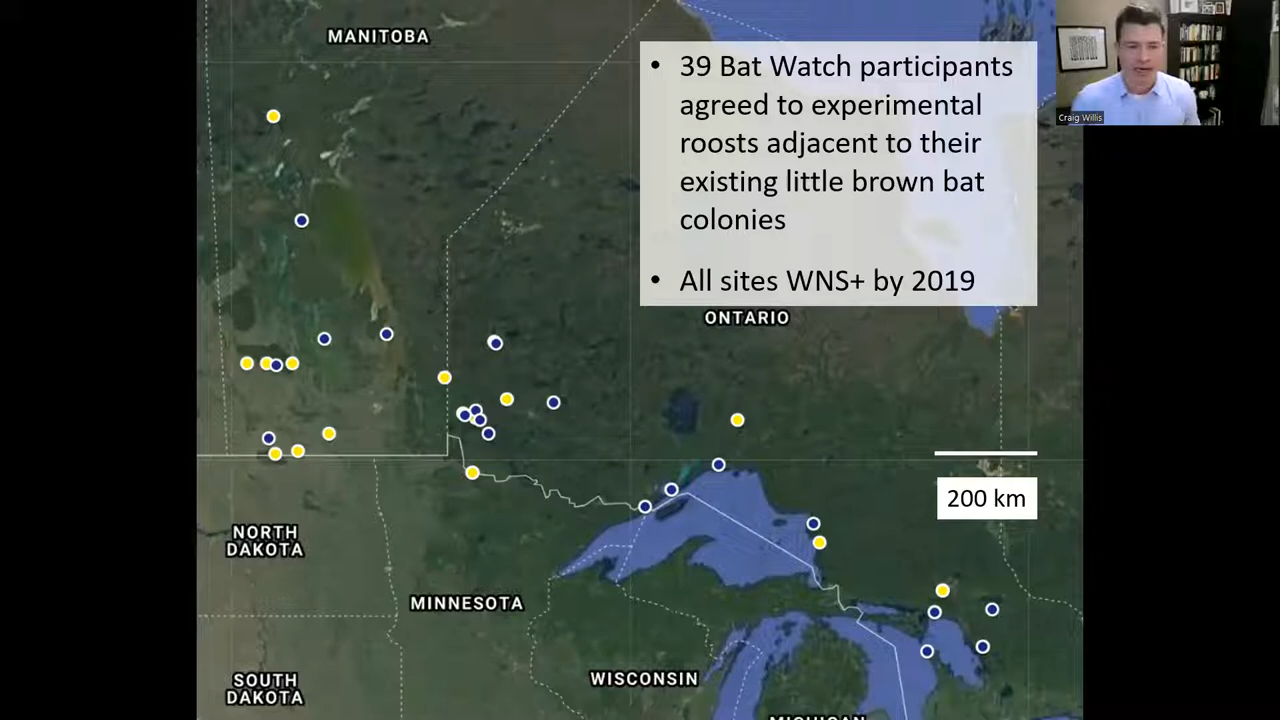 MANITOBA
• 39 Bat Watch participants
agreed to experimental
roosts adjacent to their
existing little brown bat
colonies
• All sites WNS+ by 2019
Craig Willis
ONTARIO
200 km
NORTH
DAKOTA
MINNESOTA
SOUTH
DAKOTA
WISCONSIN
MICHIGAN